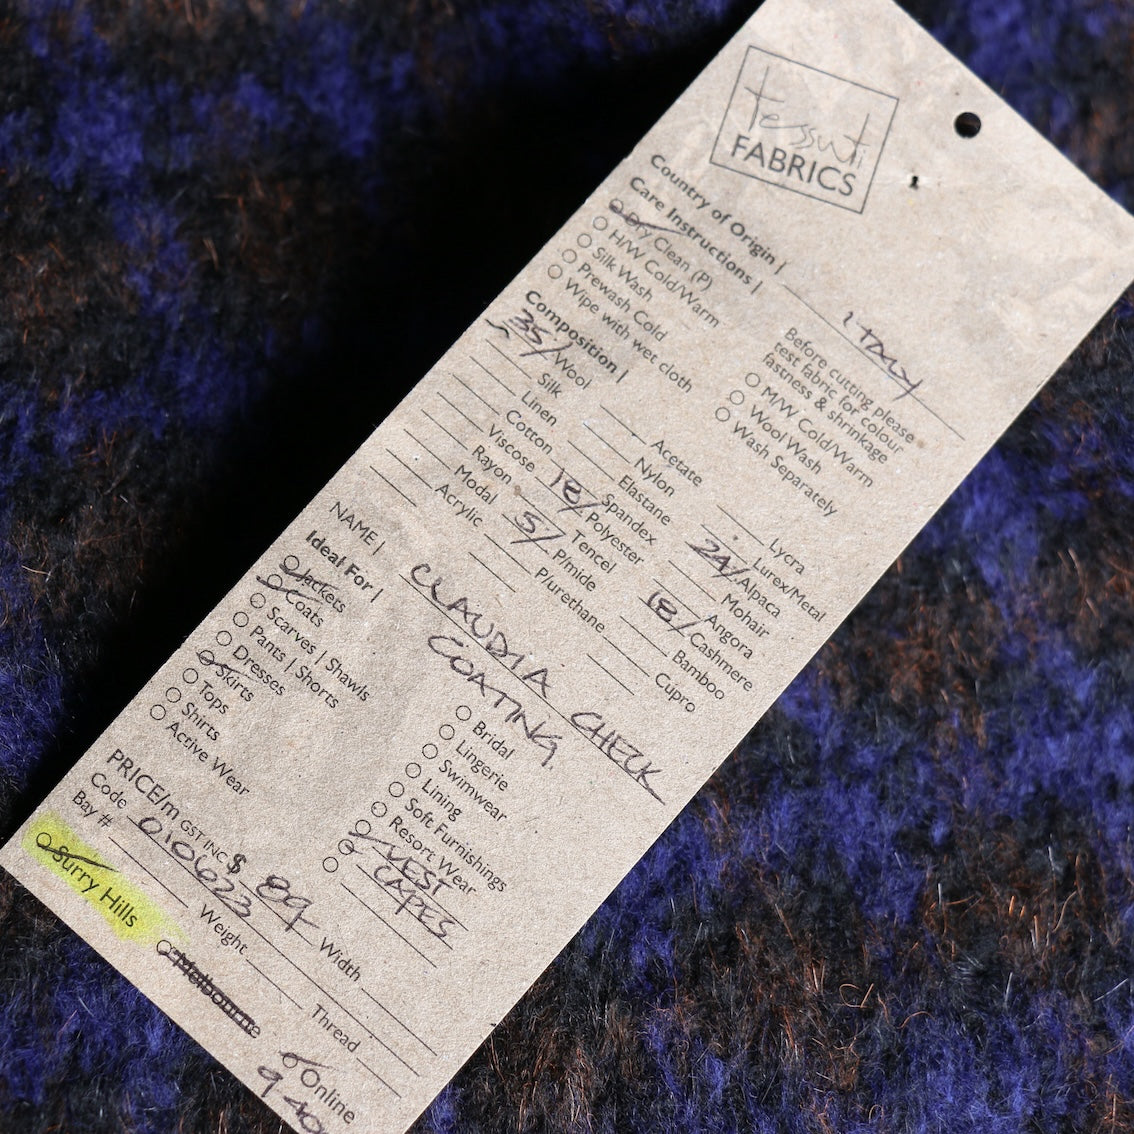 tessuti
FABRICS
Country of Origin | ITALY
Care Instructions |
Dry Clean (P)
H/W Cold/Warm
Silk Wash
Prewash Cold
Wipe with wet cloth
Before cutting please
test fabric for colour
fastness & shrinkage
M/W Cold/Warm
Wool Wash
Wash Separately
Composition |
35/ Wool
Silk
Linen
Cotton
Viscose
Rayon
Modal
Acrylic
Acetate
Nylon
Elastane
Spandex
18/ Polyester
Tencel
5/ P/mide
P/urethane
Lycra
Lurex/Metal
24/ Alpaca
Mohair
Angora
18/ Cashmere
Bamboo
Cupro
NAME | CLAUDIA CHECK
COATING
Ideal For |
Jackets
Coats
Scarves | Shawls
Pants | Shorts
Dresses
Skirts
Tops
Shirts
Active Wear
Bridal
Lingerie
Swimwear
Lining
Soft Furnishings
Resort Wear
VEST
CAPES
PRICE/m GST INC $ 89
Code 010623
Bay #
Width
Weight
Thread
Surry Hills
Melbourne
Online